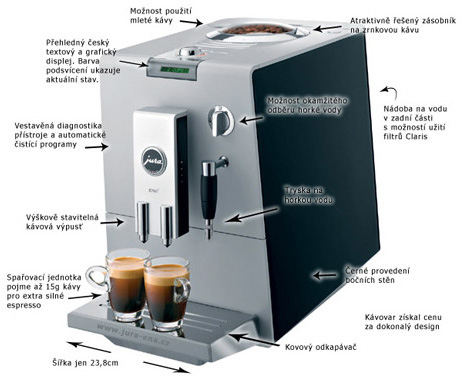 Možnost použití
mleté kávy
Atraktivně řešený zásobník
na zrnkovou kávu
Přehledný český
textový a grafický
displej. Barva
podsvícení ukazuje
aktuální stav.
Možnost okamžitého
odběru horké vody
Nádoba na vodu
v zadní části
s možností užití
filtrů Claris
Vestavěná diagnostika
přístroje a automatické
čistící programy
jura
Tryska na
horkou vodu
Výškově stavitelná
kávová výpusť
Spařovací jednotka
pojme až 15g kávy
pro extra silné
espresso
Černé provedení
bočních stěn
Kávovar získal cenu
za dokonalý design
www.jura-ena.cz
Kovový odkapávač
Šířka jen 23,8cm